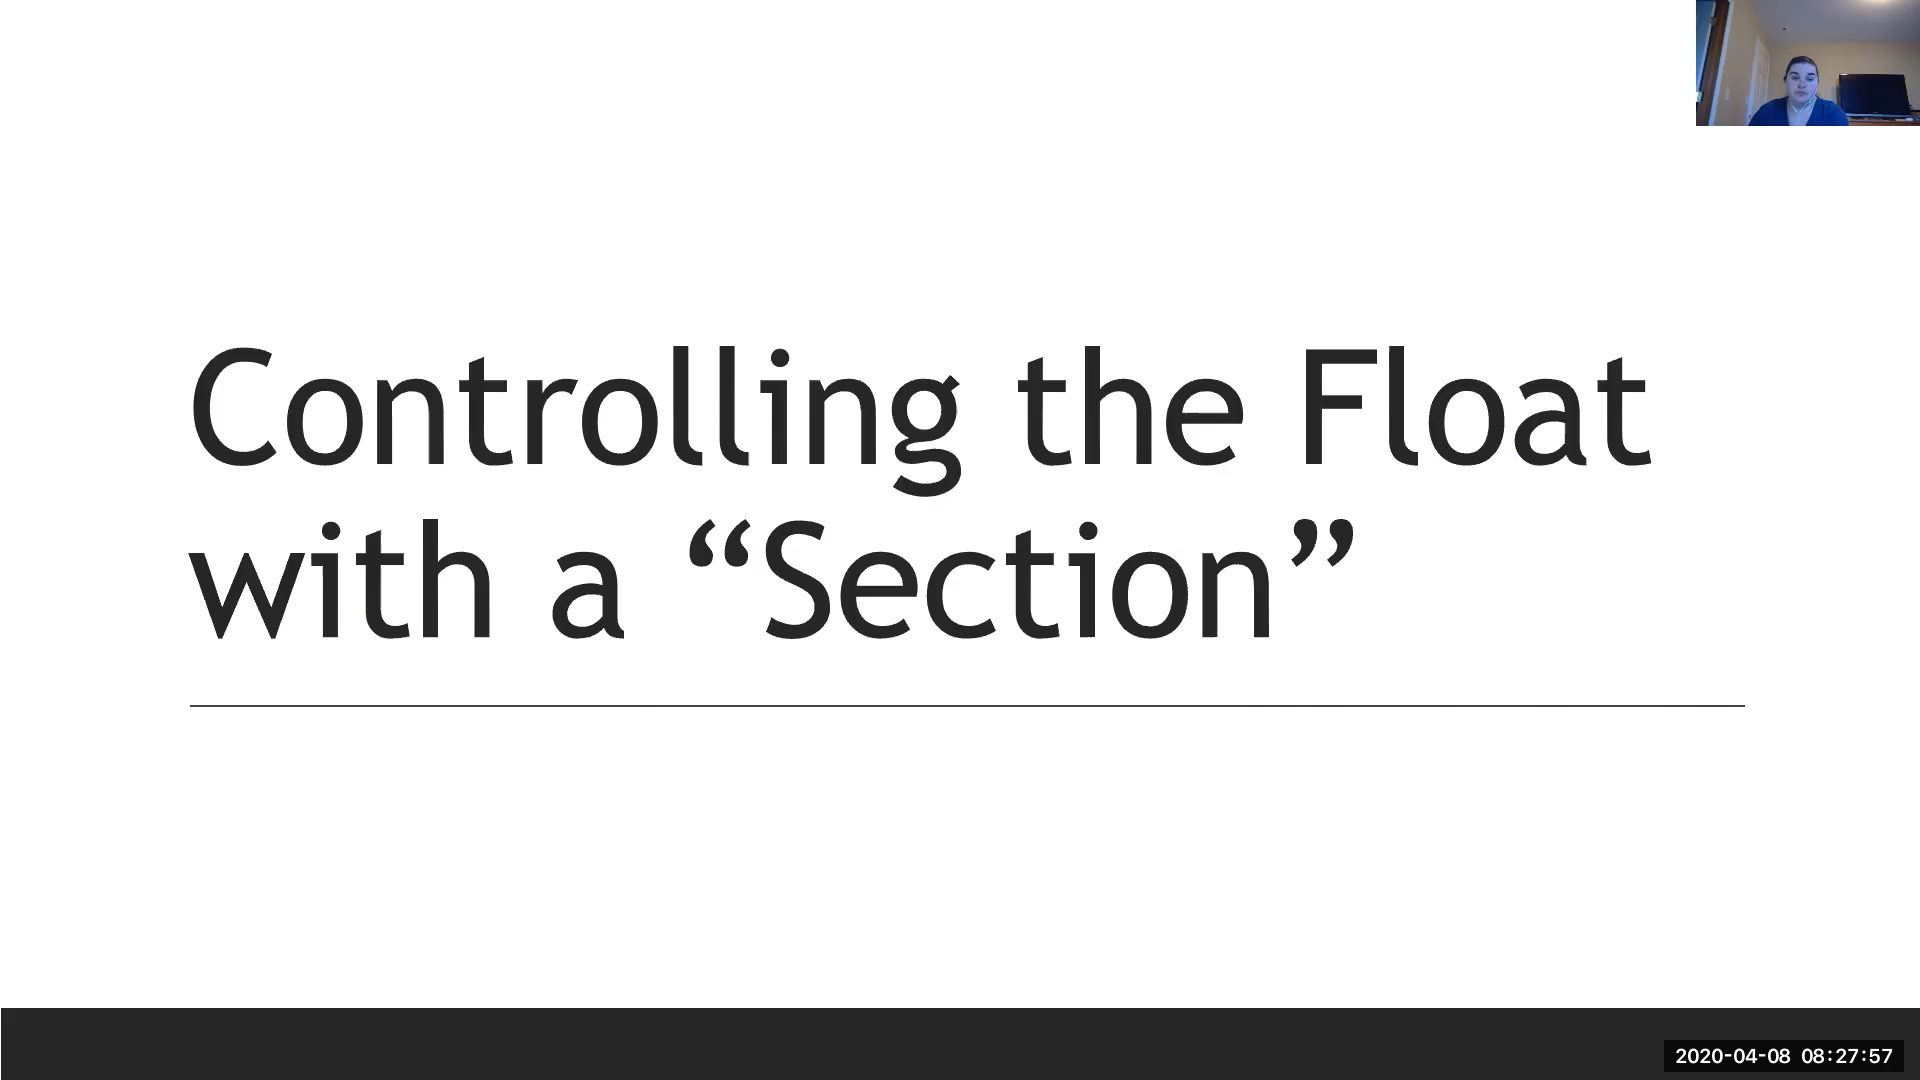 Controlling the Float
with a “Section”
2020-04-08 08:27:57